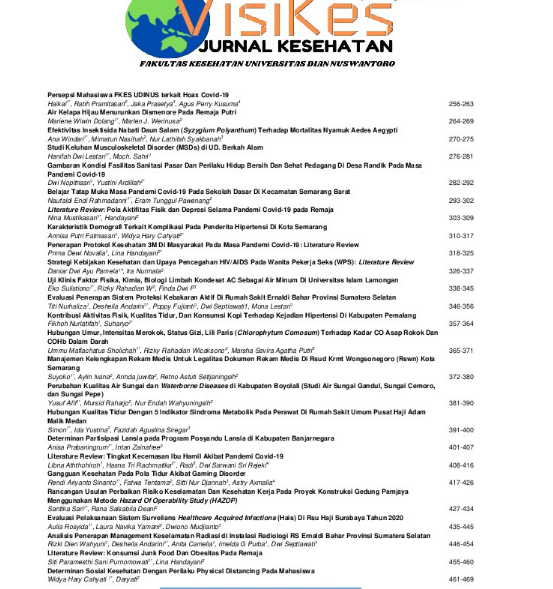 VisiKes
JURNAL KESEHATAN
FAKULTAS KESEHATAN UNIVERSITAS DIAN NUSWANTORO
Persepsi Mahasiswa FKES UDINUS terkait Hoax Covid-19
Haikal, Ratih Pramitasari, Jaka Prasetya, Agus Perry Kusuma 256-263
Air Kelapa Hijau Menurunkan Dismenore Pada Remaja Putri
Marlene Wiwin Dolang, Marlen J. Werinusa 264-269
Efektivitas Insektisida Nabati Daun Salam (Syzygium Polyanthum) Terhadap Mortalitas Nyamuk Aedes Aegypti
Ana Windari, Nimatun Nasihah, Nur Lathifah Syakbanah 270-275
Studi Keluhan Musculoskeletal Disorder (MSDs) di UD. Berkah Alam
Hanifah Dwi Lestari, Moch. Sahri 276-281
Gambaran Kondisi Fasilitas Sanitasi Pasar Dan Perilaku Hidup Bersih Dan Sehat Pedagang Di Desa Randik Pada Masa
Pandemi Covid-19
Dwi Nopitrisari, Yustini Ardillah 282-292
Belajar Tatap Muka Masa Pandemi Covid-19 Pada Sekolah Dasar Di Kecamatan Semarang Barat
Naufaldi Endi Rahmadanni, Eram Tunggul Pawenang 293-302
Literature Review: Pola Aktifitas Fisik dan Depresi Selama Pandemi Covid-19 pada Remaja
Nina Mustikasari, Handayani 303-309
Karakteristik Demografi Terkait Komplikasi Pada Penderita Hipertensi Di Kota Semarang
Annisa Putri Fatmasari, Widya Hary Cahyati 310-317
Penerapan Protokol Kesehatan 3M Di Masyarakat Pada Masa Pandemi Covid-19: Literature Review
Prima Dewi Novala, Lina Handayani 318-325
Strategi Kebijakan Kesehatan dan Upaya Pencegahan HIV/AIDS Pada Wanita Pekerja Seks (WPS): Literature Review
Daniar Dwi Ayu Pamela, Ira Nurmala 326-337
Uji Klinis Faktor Fisika, Kimia, Biologi Limbah Kondesat AC Sebagai Air Minum Di Universitas Islam Lamongan
Eko Sulistiono, Rizky Rahadian W, Finda Dwi F 338-345
Evaluasi Penerapan Sistem Proteksi Kebakaran Aktif Di Rumah Sakit Ernaldi Bahar Provinsi Sumatera Selatan
Titi Nurhaliza, Desheila Andarini, Poppy Fujianti, Dwi Septiawati, Mona Lestari 346-356
Kontribusi Aktivitas Fisik, Kualitas Tidur, Dan Konsumsi Kopi Terhadap Kejadian Hipertensi Di Kabupaten Pemalang
Fikhoh Nurlatifah, Suharyo 357-364
Hubungan Umur, Intensitas Merokok, Status Gizi, Lili Paris (Chlorophytum Comosum) Terhadap Kadar CO Asap Rokok Dan
COHb Dalam Darah
Ummu Mafiachatus Sholichah, Rizky Rahadian Wicaksono, Marsha Savira Agatha Putri 365-371
Manajemen Kelengkapan Rekam Medis Untuk Legalitas Dokumen Rekam Medis Di Rsud Krmt Wongsonegoro (Rswn) Kota
Semarang
Suyoko, Aylin Ivana, Arinda juwita, Retno Astuti Setijaningsih 372-380
Perubahan Kualitas Air Sungai dan Waterborne Diseases di Kabupaten Boyolali (Studi Air Sungai Gandul, Sungai Cemoro,
dan Sungai Pepe)
Yusuf Afif, Mursid Raharjo, Nur Endah Wahyuningsih 381-390
Hubungan Kualitas Tidur Dengan 5 Indikator Sindroma Metabolik Pada Perawat Di Rumah Sakit Umum Pusat Haji Adam
Malik Medan
Simon, Ida Yustina, Fazidah Agustina Siregar 391-400
Determinan Partisipasi Lansia pada Program Posyandu Lansia di Kabupaten Banjarnegara
Anisa Prabaningrum, Intan Zainafree 401-407
Literature Review: Tingkat Kecemasan Ibu Hamil Akibat Pandemi Covid-19
Libna Aththohiroh, Hasna Tri Rachmatika, Radi, Dwi Sarwani Sri Rejeki 408-416
Gangguan Kesehatan Pada Pola Tidur Akibat Gaming Disorder
Rendi Ariyanto Sinanto, Fatwa Tentama, Sitti Nur Djannah, Astry Axmalia 417-426
Rancangan Usulan Perbaikan Risiko Keselamatan Dan Kesehatan Kerja Pada Proyek Konstruksi Gedung Pamjaya
Menggunakan Metode Hazard Of Operability Study (HAZOP)
Santika Sari, Rana Salsabila Dean 427-434
Evaluasi Pelaksanaan Sistem Surveilans Healthcare Acquired Infections (Hais) Di Rsu Haji Surabaya Tahun 2020
Aulia Rosyida, Laura Navika Yamani, Dwiono Mudjianto 435-445
Analisis Penerapan Management Keselamatan Radiasi di Instalasi Radiologi RS Ernaldi Bahar Provinsi Sumatera Selatan
Rizki Dian Wahyuni, Desheila Andarini, Anita Camelia, Imelda G Purba, Dwi Septiawati 446-454
Literature Review: Konsumsi Junk Food Dan Obesitas Pada Remaja
Siti Paramesthi Sani Purnomowati, Lina Handayani 455-460
Determinan Sosial Kesehatan Dengan Perilaku Physical Distancing Pada Mahasiswa
Widya Hary Cahyati, Daryati 461-469